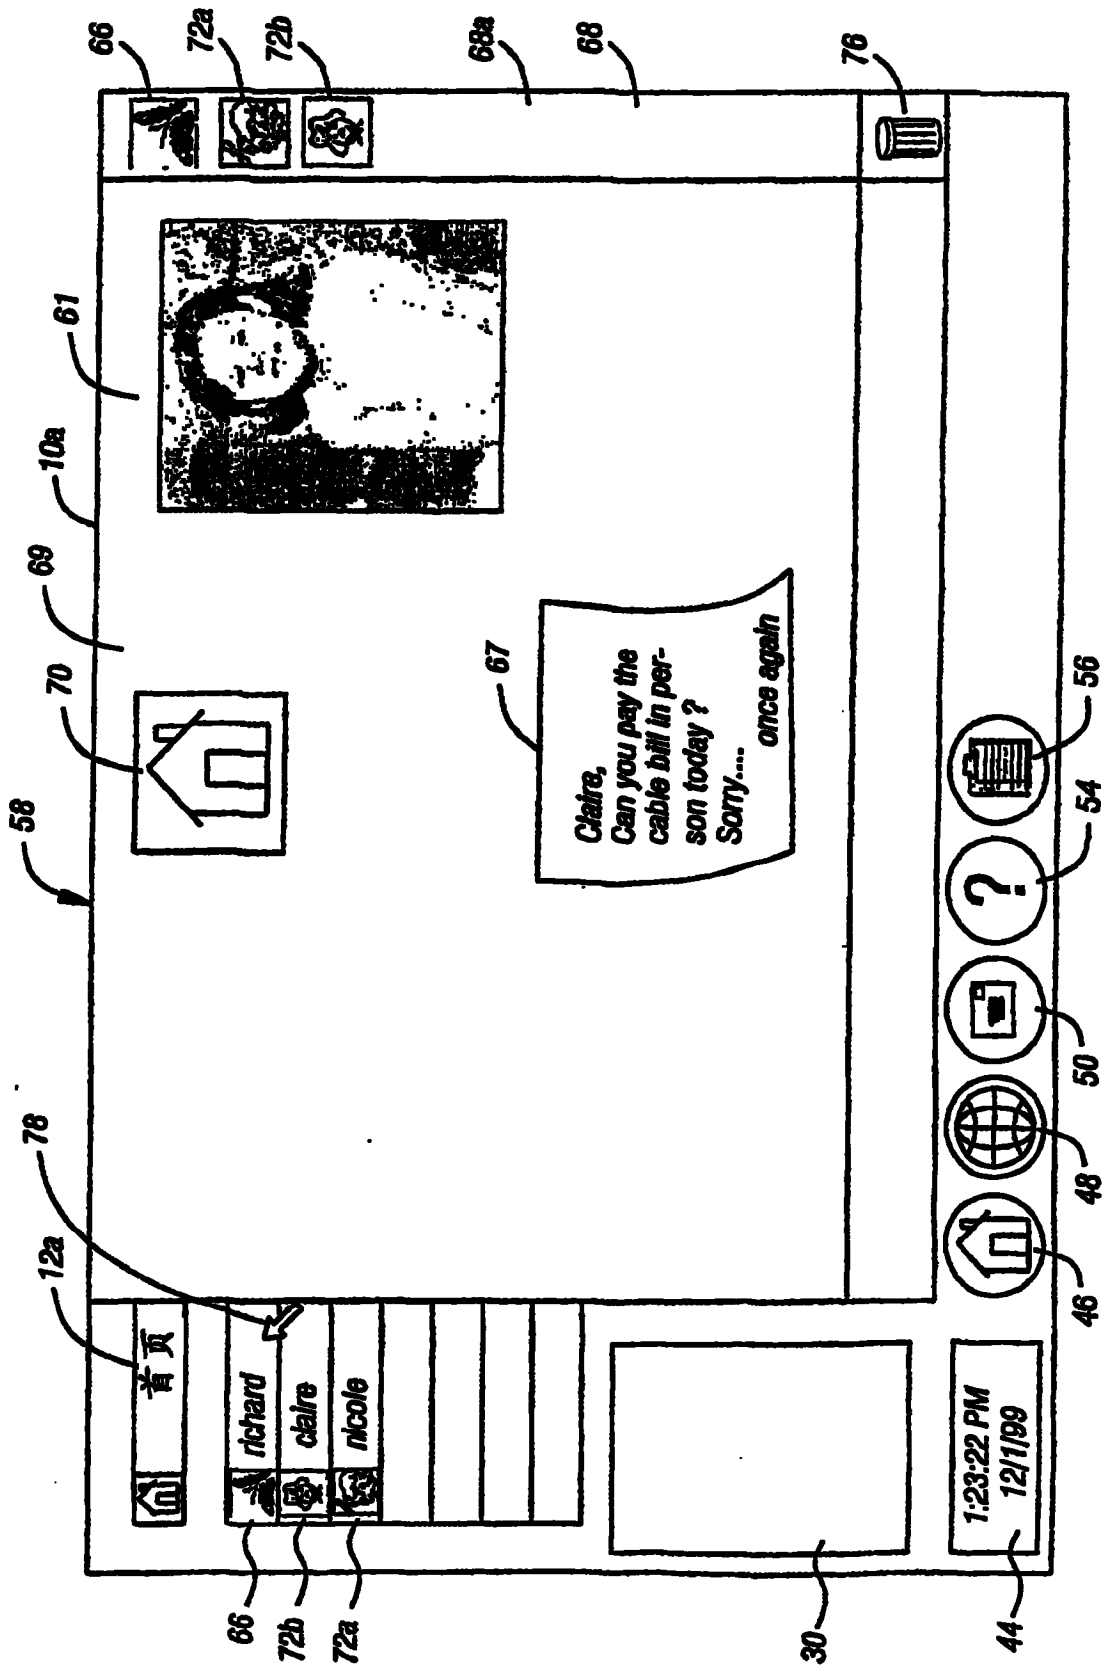 58
10a
12a
78
70
69
61
66
首页
66
richard
72b
claire
72a
nicole
72a
72b
68a
68
67
Claire,
Can you pay the
cable bill in per-
son today ?
Sorry....
once again
30
76
44
1:23:22 PM
12/1/99
?
46
48
50
54
56